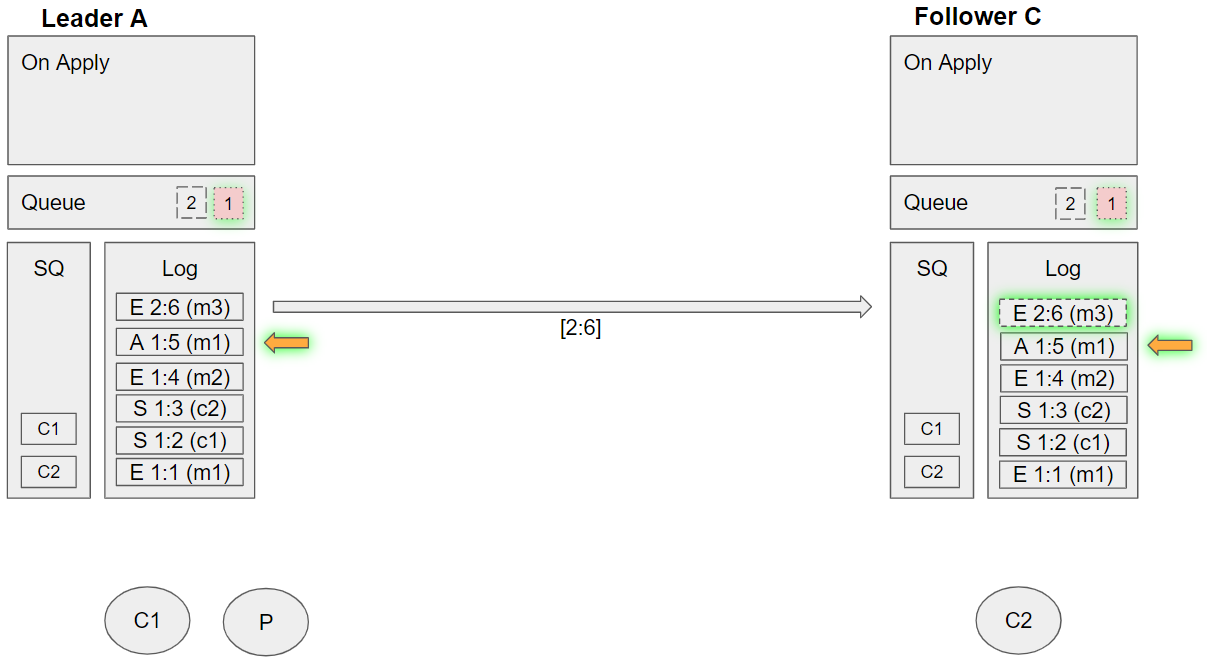 Leader A
On Apply
Queue
2
1
SQ
C1
C2
Log
E 2:6 (m3)
A 1:5 (m1)
E 1:4 (m2)
S 1:3 (c2)
S 1:2 (c1)
E 1:1 (m1)
C1
P
[2:6]
Follower C
On Apply
Queue
2
1
SQ
C1
C2
Log
E 2:6 (m3)
A 1:5 (m1)
E 1:4 (m2)
S 1:3 (c2)
S 1:2 (c1)
E 1:1 (m1)
C2